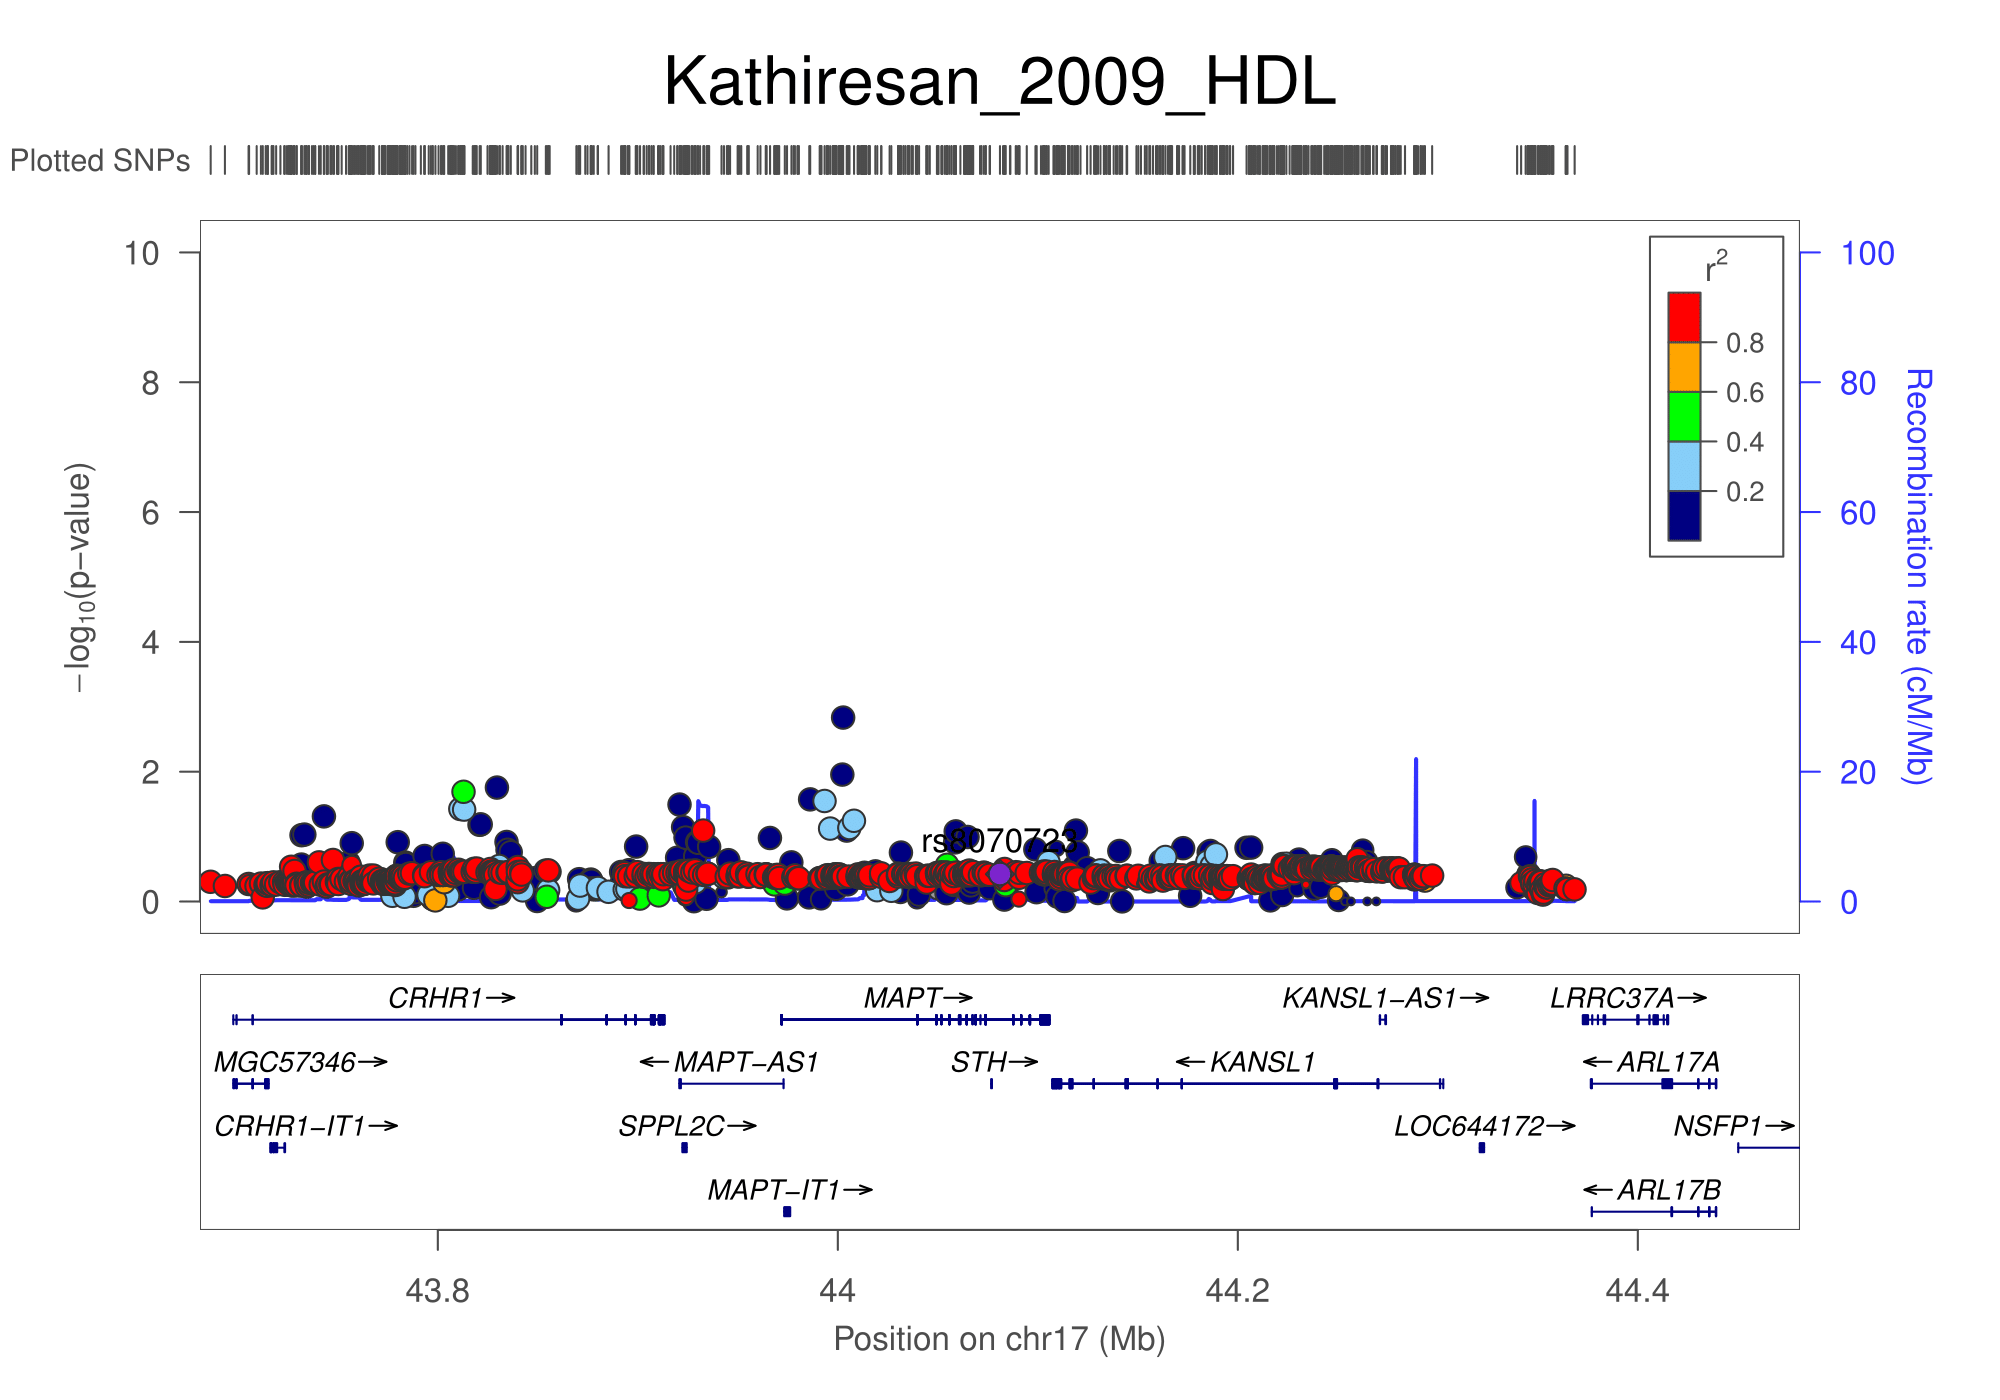 Kathiresan_2009_HDL
Plotted SNPs
10
8
6
4
2
0
−log10(p−value)
100
80
60
40
20
0
Recombination rate (cM/Mb)
r2
0.8
0.6
0.4
0.2
rs8070723
CRHR1→ MAPT→ KANSL1−AS1→ LRRC37A→
MGC57346→ ←MAPT−AS1 STH→ ←KANSL1 ←ARL17A
CRHR1−IT1→ SPPL2C→ LOC644172→ NSFP1→
MAPT−IT1→ ←ARL17B
43.8 44 44.2 44.4
Position on chr17 (Mb)